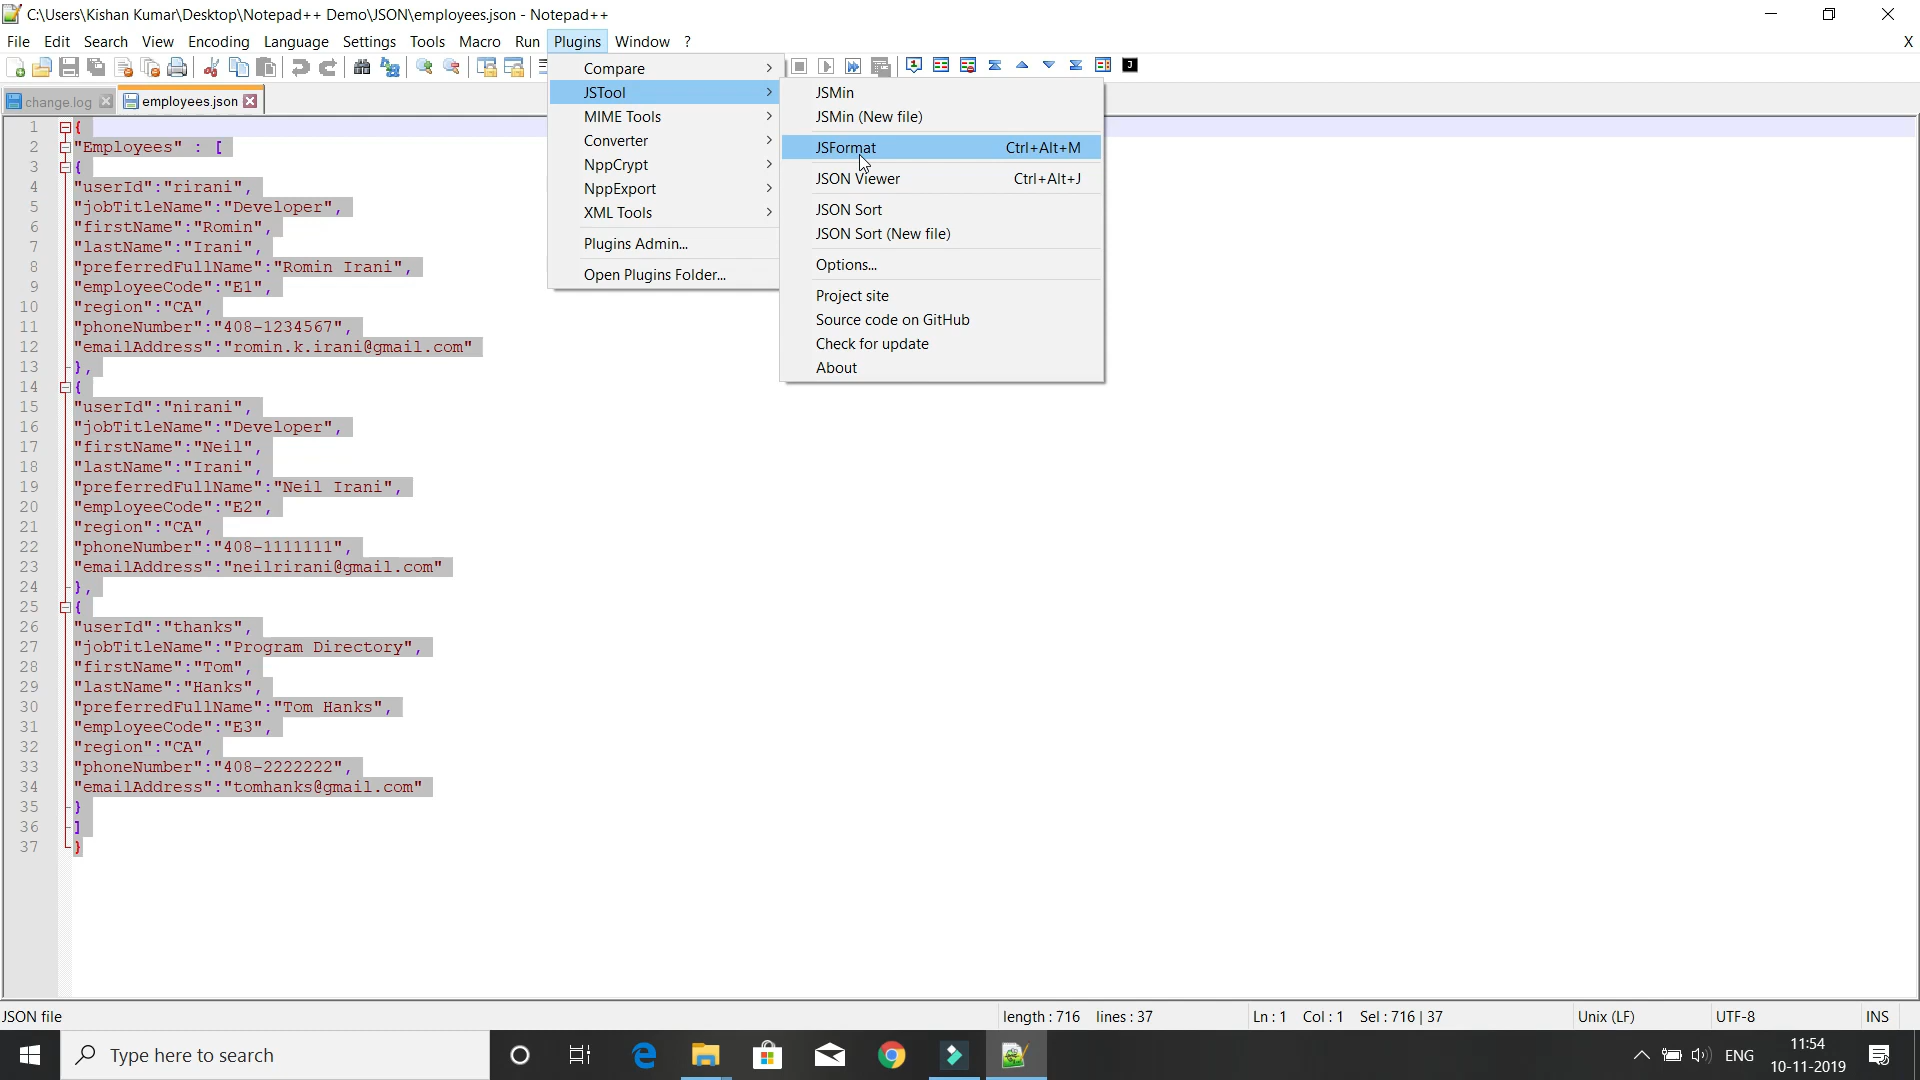 C:\Users\Kishan Kumar\Desktop\Notepad++ Demo\JSON\employees.json - Notepad++
File Edit Search View Encoding Language Settings Tools Macro Run Plugins Window ? X
change.log employees.json
Compare
JSTool
MIME Tools
Converter
NppCrypt
NppExport
XML Tools
Plugins Admin...
Open Plugins Folder...
JSMin
JSMin (New file)
JSFormat Ctrl+Alt+M
JSON Viewer Ctrl+Alt+J
JSON Sort
JSON Sort (New file)
Options...
Project site
Source code on GitHub
Check for update
About
1 {
2 "Employees" : [
3 {
4 "userId":"rirani",
5 "jobTitleName":"Developer",
6 "firstName":"Romin",
7 "lastName":"Irani",
8 "preferredFullName":"Romin Irani",
9 "employeeCode":"E1",
10 "region":"CA",
11 "phoneNumber":"408-1234567",
12 "emailAddress":"romin.k.irani@gmail.com"
13 },
14 {
15 "userId":"nirani",
16 "jobTitleName":"Developer",
17 "firstName":"Neil",
18 "lastName":"Irani",
19 "preferredFullName":"Neil Irani",
20 "employeeCode":"E2",
21 "region":"CA",
22 "phoneNumber":"408-1111111",
23 "emailAddress":"neilrirani@gmail.com"
24 },
25 {
26 "userId":"thanks",
27 "jobTitleName":"Program Directory",
28 "firstName":"Tom",
29 "lastName":"Hanks",
30 "preferredFullName":"Tom Hanks",
31 "employeeCode":"E3",
32 "region":"CA",
33 "phoneNumber":"408-2222222",
34 "emailAddress":"tomhanks@gmail.com"
35 }
36 ]
37 }
JSON file length : 716 lines : 37 Ln : 1 Col : 1 Sel : 716 | 37 Unix (LF) UTF-8 INS
Type here to search ENG 11:54
10-11-2019